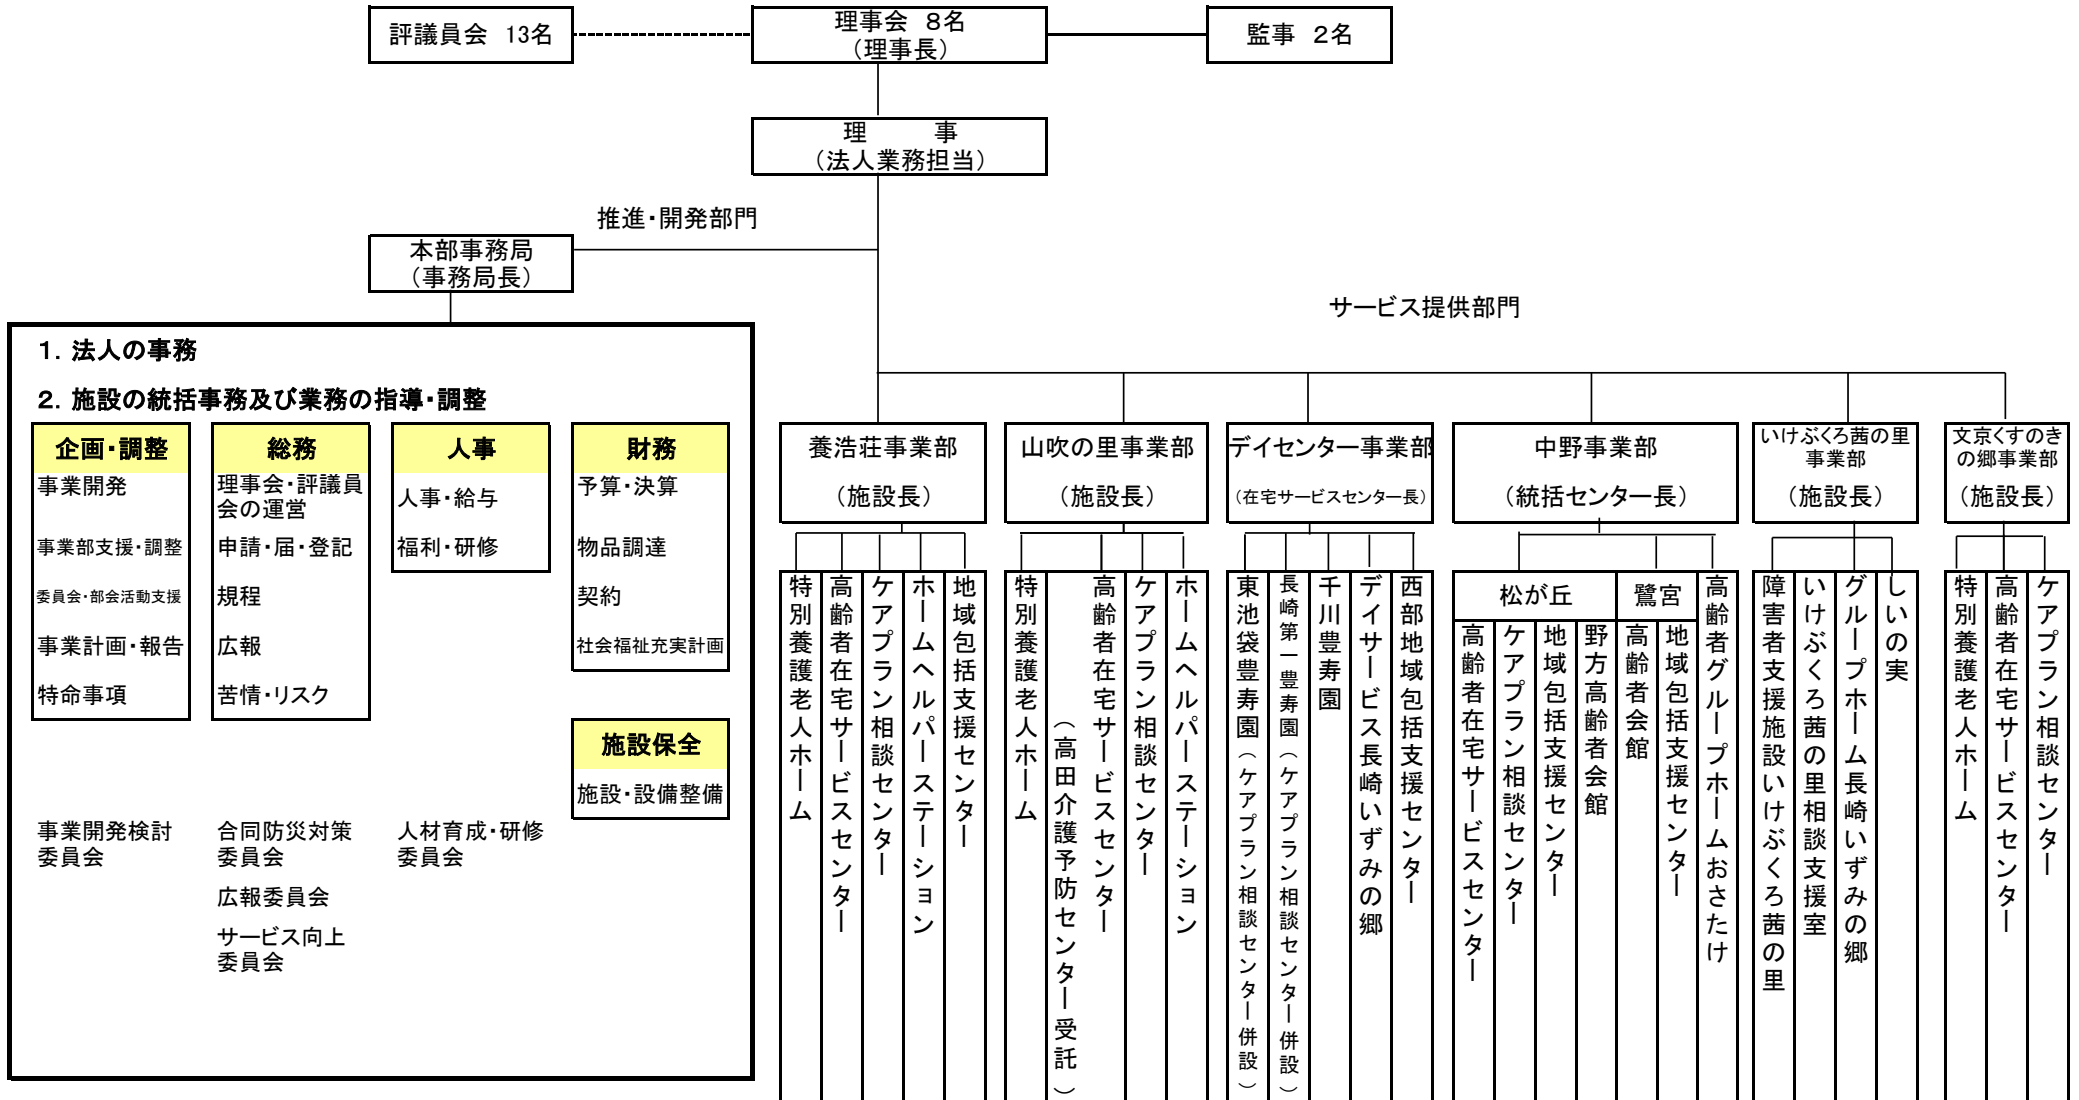 評議員会 13名
理事会 8名
（理事長）
監事 2名
理 事
（法人業務担当）
推進・開発部門
本部事務局
（事務局長）
サービス提供部門
1. 法人の事務
2. 施設の統括事務及び業務の指導・調整
企画・調整
事業開発
事業部支援・調整
委員会・部会活動支援
事業計画・報告
特命事項
総務
理事会・評議員
会の運営
申請・届・登記
規程
広報
苦情・リスク
人事
人事・給与
福利・研修
財務
予算・決算
物品調達
契約
社会福祉充実計画
施設保全
施設・設備整備
事業開発検討
委員会
合同防災対策
委員会
広報委員会
サービス向上
委員会
人材育成・研修
委員会
養浩荘事業部
（施設長）
特別養護老人ホーム
高齢者在宅サービスセンター
ケアプラン相談センター
ホームヘルパーステーション
地域包括支援センター
山吹の里事業部
（施設長）
特別養護老人ホーム
高齢者在宅サービスセンター
（高田介護予防センター受託）
ケアプラン相談センター
ホームヘルパーステーション
デイセンター事業部
（在宅サービスセンター長）
東池袋豊寿園（ケアプラン相談センター併設）
長崎第一豊寿園（ケアプラン相談センター併設）
千川豊寿園
デイサービス長崎いずみの郷
西部地域包括支援センター
中野事業部
（統括センター長）
松が丘
高齢者在宅サービスセンター
ケアプラン相談センター
地域包括支援センター
野方高齢者会館
鷺宮
高齢者会館
地域包括支援センター
高齢者グループホームおさたけ
いけぶくろ茜の里
事業部
（施設長）
障害者支援施設いけぶくろ茜の里
いけぶくろ茜の里相談支援室
グループホーム長崎いずみの郷
しいの実
文京くすのき
の郷事業部
（施設長）
特別養護老人ホーム
高齢者在宅サービスセンター
ケアプラン相談センター